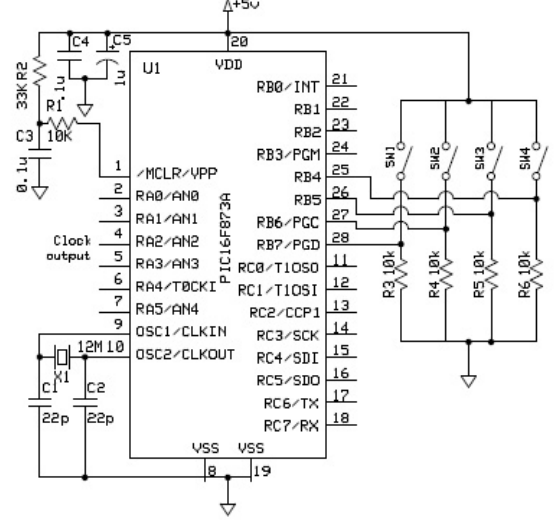 +5V
C4
C5
.1u
1u
33K
R2
R1
10K
C3
0.1u
U1
20
VDD
PIC16F873A
1 /MCLR/VPP
2 RA0/AN0
3 RA1/AN1
4 RA2/AN2
5 RA3/AN3
6 RA4/T0CKI
7 RA5/AN4
9 OSC1/CLKIN
10 OSC2/CLKOUT
Clock
output
12M
X1
C1
C2
22p
22p
RB0/INT 21
RB1 22
RB2 23
RB3/PGM 24
RB4 25
RB5 26
RB6/PGC 27
RB7/PGD 28
RC0/T1OSO 11
RC1/T1OSI 12
RC2/CCP1 13
RC3/SCK 14
RC4/SDI 15
RC5/SDO 16
RC6/TX 17
RC7/RX 18
VSS VSS
8 19
SW1
SW2
SW3
SW4
R3 10k
R4 10k
R5 10k
R6 10k